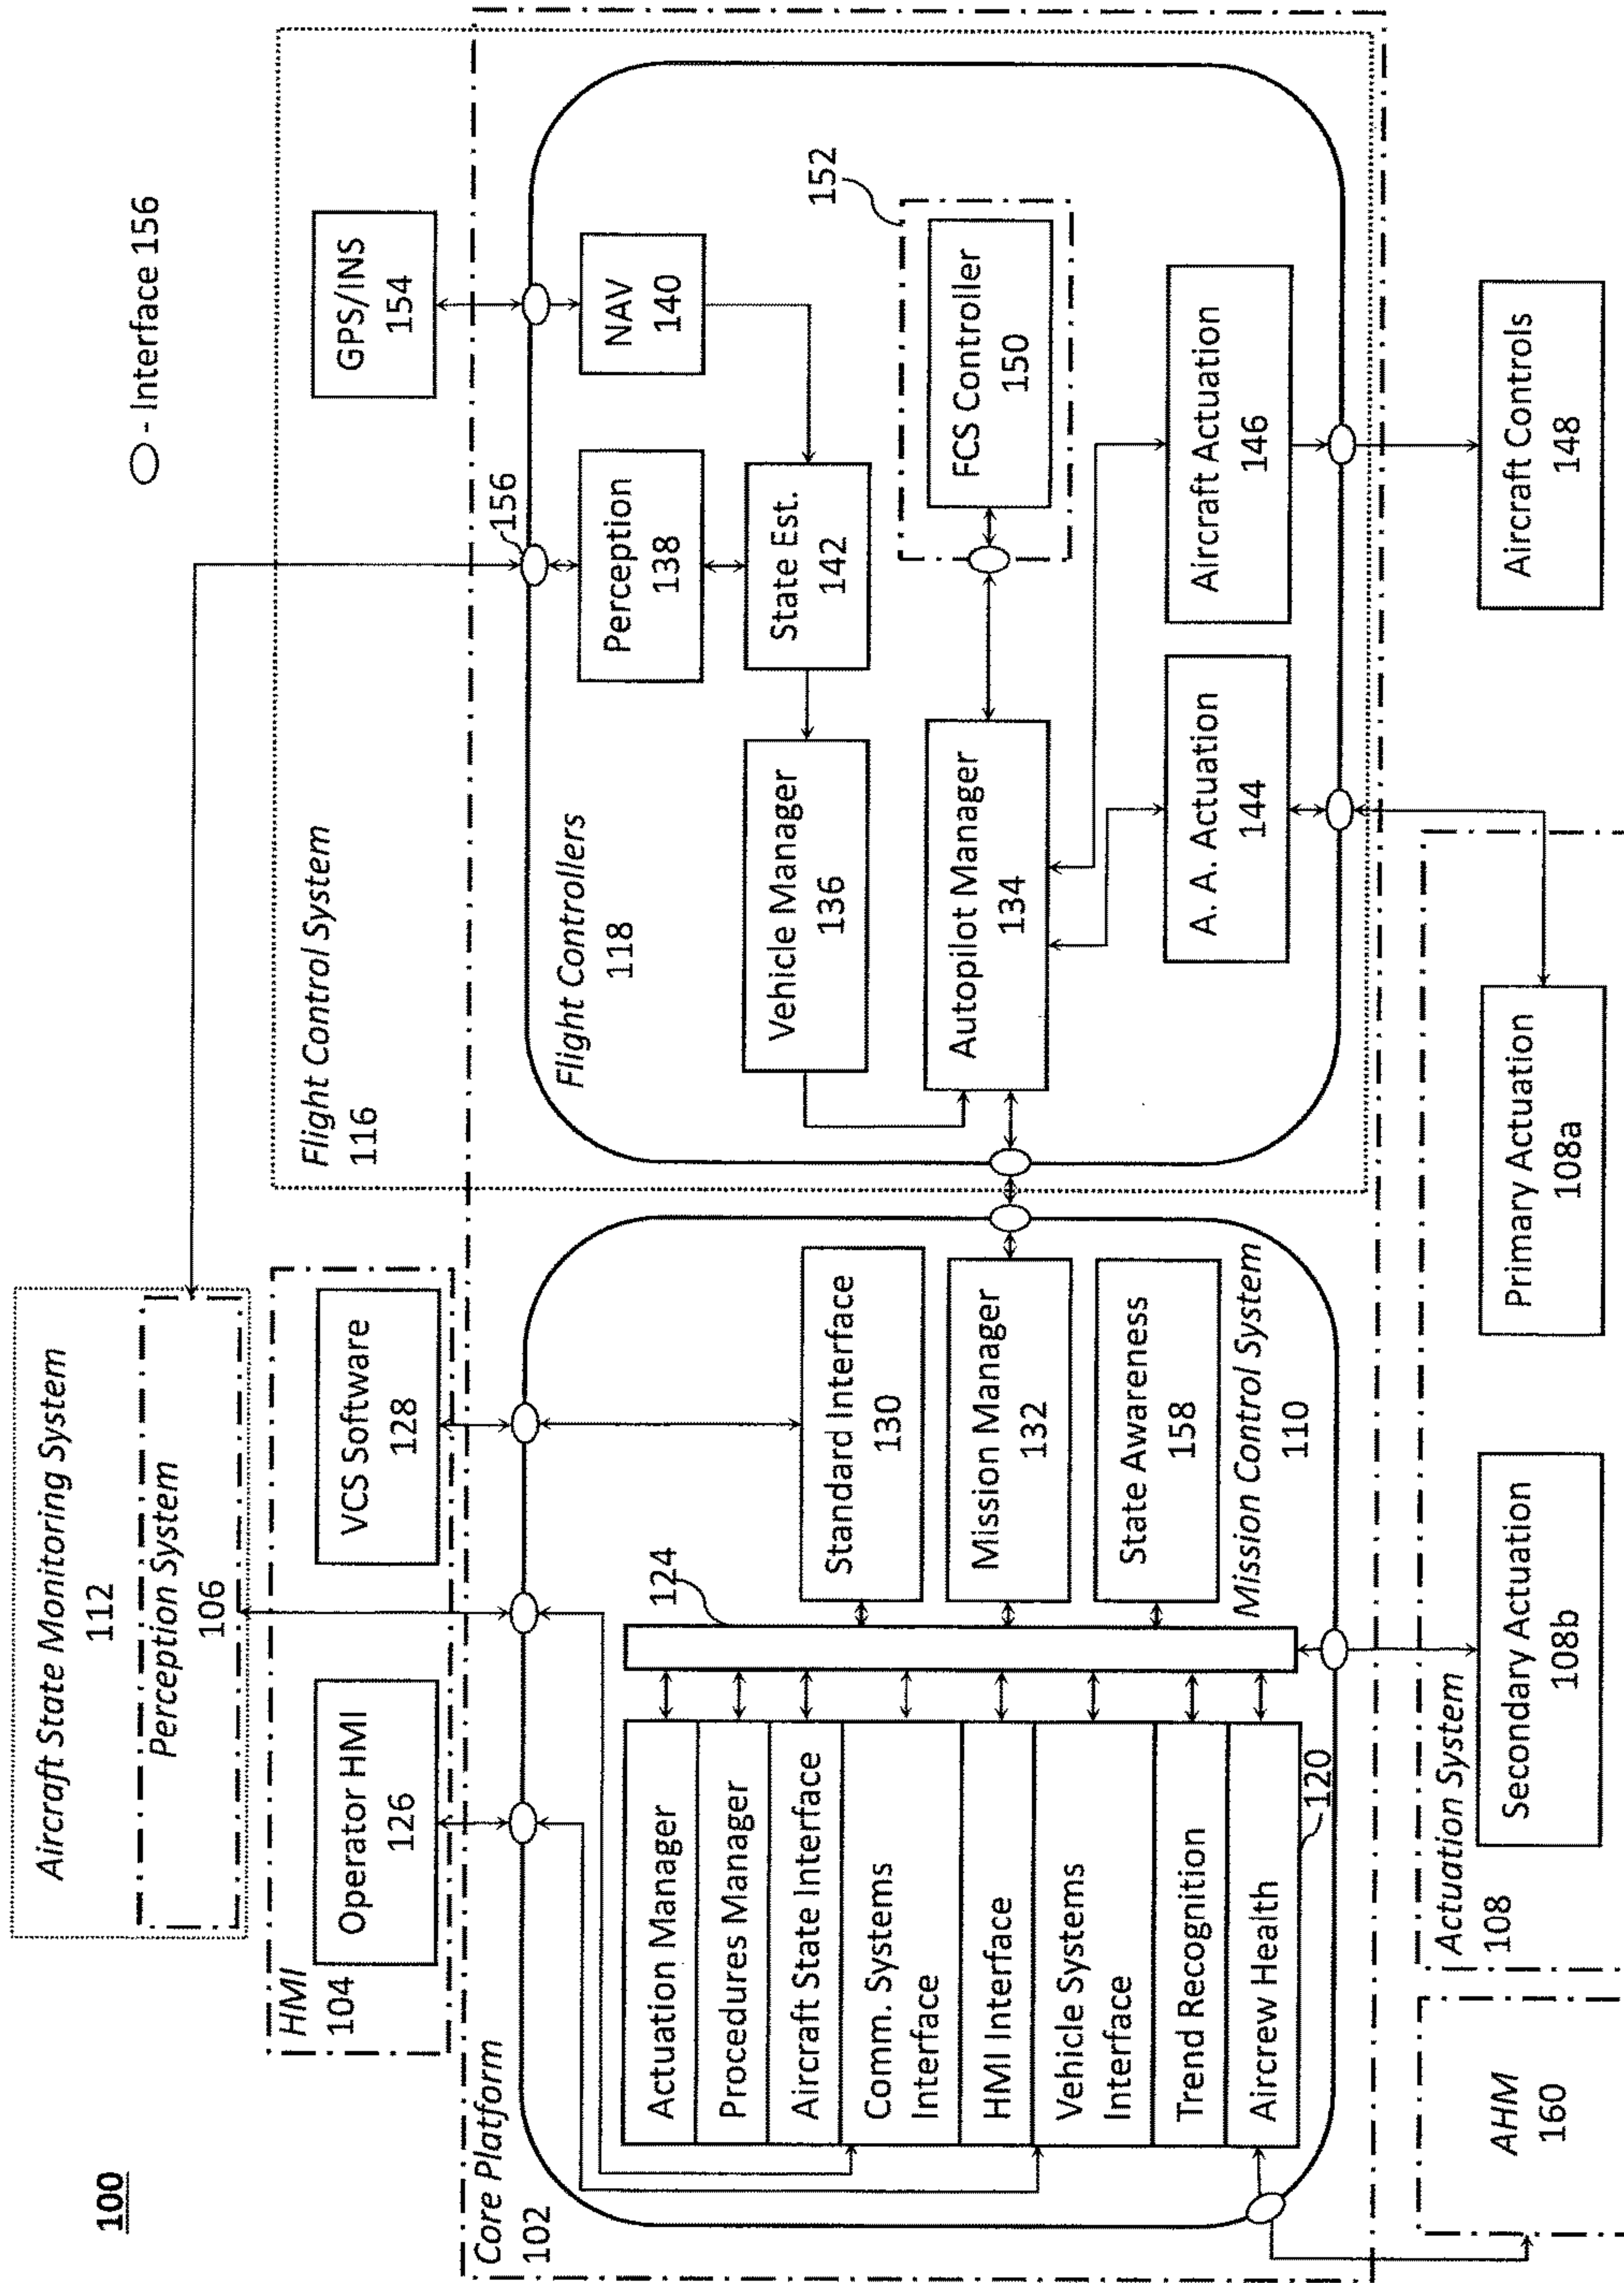 100
Aircraft State Monitoring System
112
Perception System
106
- Interface 156
HMI
104
Operator HMI
126
VCS Software
128
Flight Control System
116
GPS/INS
154
Core Platform
102
156
Flight Controllers
118
Perception
138
NAV
140
State Est.
142
Vehicle Manager
136
152
FCS Controller
150
Autopilot Manager
134
A. A. Actuation
144
Aircraft Actuation
146
124
Standard Interface
130
Mission Manager
132
State Awareness
158
Mission Control System
110
Actuation Manager
Procedures Manager
Aircraft State Interface
Comm. Systems
Interface
HMI Interface
Vehicle Systems
Interface
Trend Recognition
Aircrew Health
120
AHM
160
Actuation System
108
Secondary Actuation
108b
Primary Actuation
108a
Aircraft Controls
148